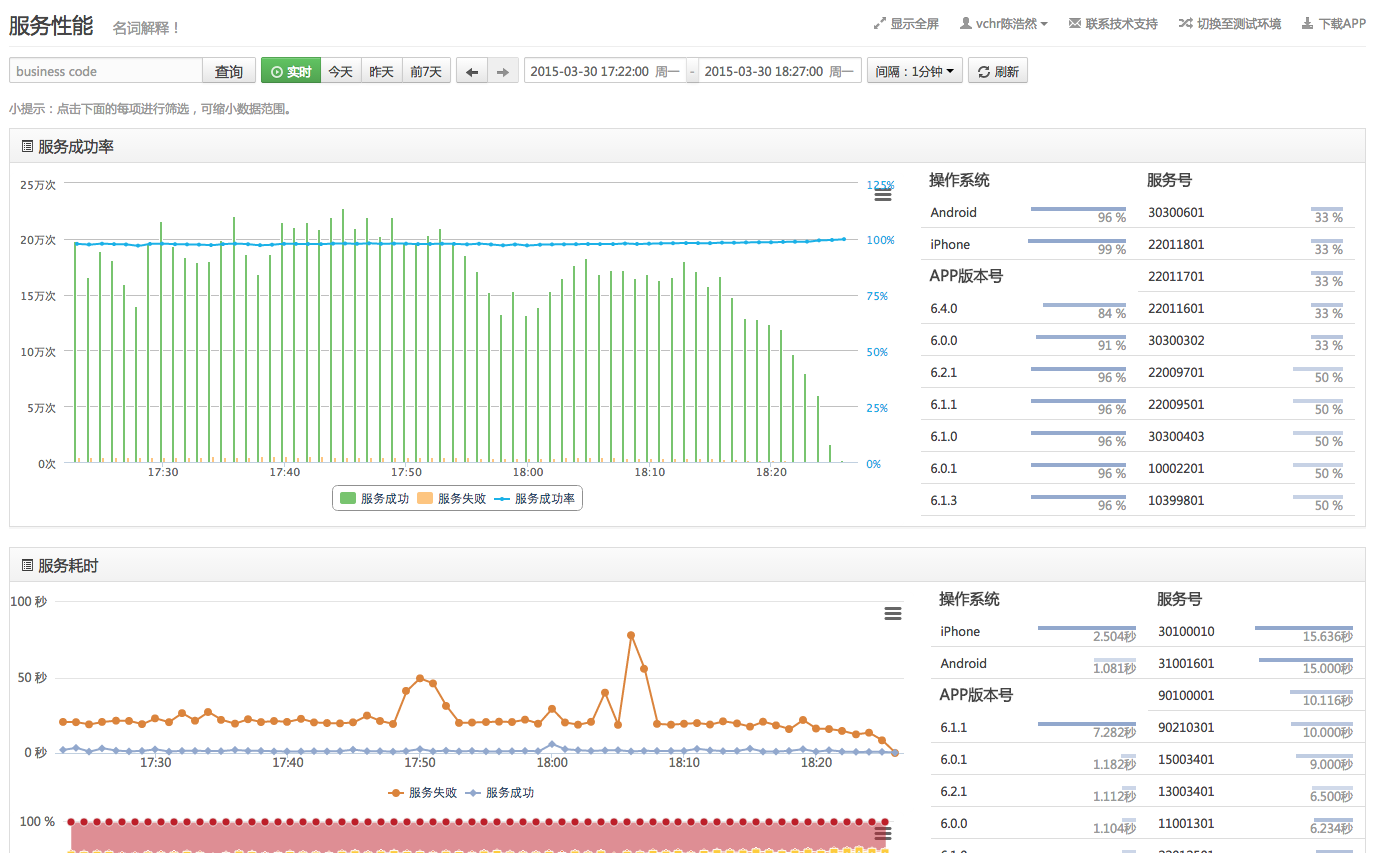 服务性能 名词解释！ 显示全屏 vchr陈浩然 联系技术支持 切换至测试环境 下载APP
business code 查询 实时 今天 昨天 前7天 2015-03-30 17:22:00 周一 - 2015-03-30 18:27:00 周一 间隔：1分钟 刷新
小提示：点击下面的每项进行筛选，可缩小数据范围。
服务成功率
25万次
20万次
15万次
10万次
5万次
0次
125%
100%
75%
50%
25%
0%
17:30 17:40 17:50 18:00 18:10 18:20
服务成功 服务失败 服务成功率
操作系统
Android 96 %
iPhone 99 %
APP版本号
6.4.0 84 %
6.0.0 91 %
6.2.1 96 %
6.1.1 96 %
6.1.0 96 %
6.0.1 96 %
6.1.3 96 %
服务号
30300601 33 %
22011801 33 %
22011701 33 %
22011601 33 %
30300302 33 %
22009701 50 %
22009501 50 %
30300403 50 %
10002201 50 %
10399801 50 %
服务耗时
100 秒
50 秒
0 秒
17:30 17:40 17:50 18:00 18:10 18:20
服务失败 服务成功
100 %
操作系统
iPhone 2.504秒
Android 1.081秒
APP版本号
6.1.1 7.282秒
6.0.1 1.182秒
6.2.1 1.112秒
6.0.0 1.104秒
服务号
30100010 15.636秒
31001601 15.000秒
90100001 10.116秒
90210301 10.000秒
15003401 9.000秒
13003401 6.500秒
11001301 6.234秒